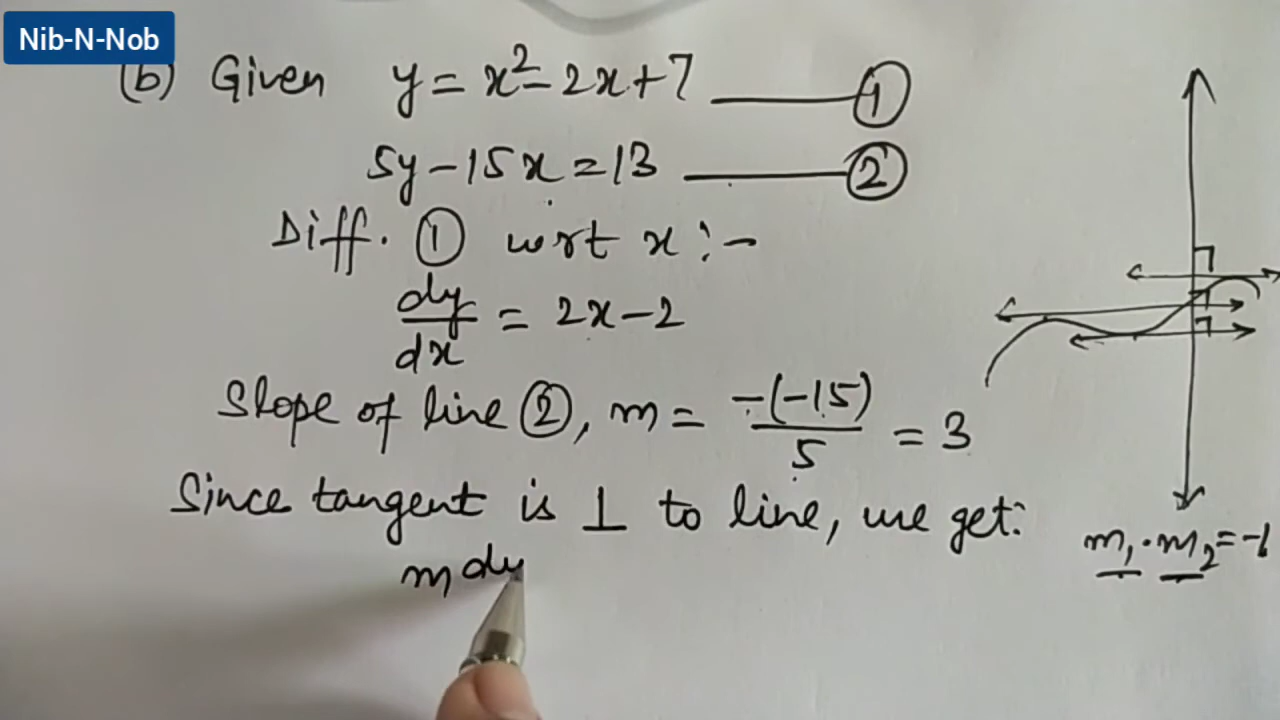 Nib-N-Nob
(b) Given y = x² - 2x + 7 ——— ①
5y - 15x = 13 ——— ②
Diff. ① wrt x :-
dy/dx = 2x - 2
Slope of line ②, m = -(-15)/5 = 3
Since tangent is ⊥ to line, we get:
m₁ · m₂ = -1
m dy